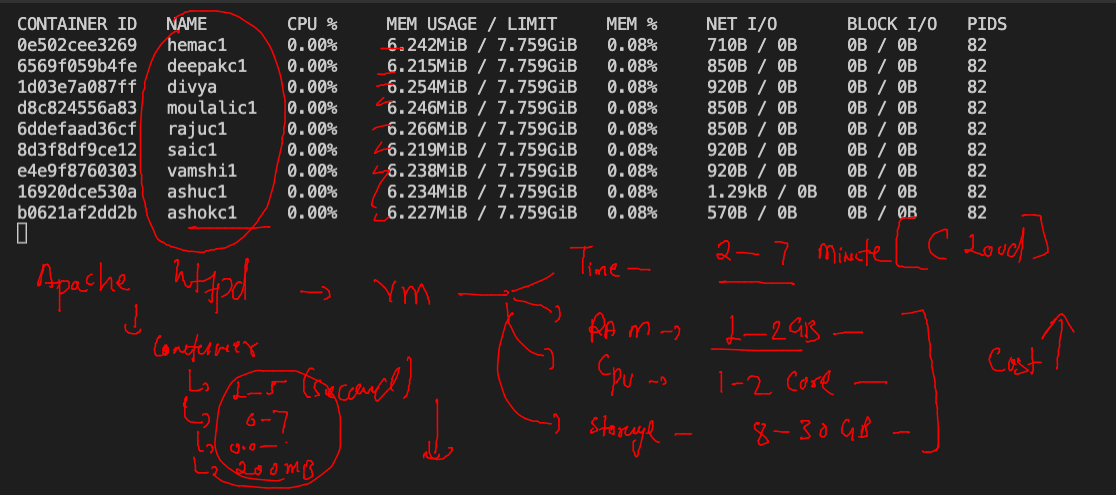 CONTAINER ID NAME CPU % MEM USAGE / LIMIT MEM % NET I/O BLOCK I/O PIDS
0e502cee3269 hemac1 0.00% 6.242MiB / 7.759GiB 0.08% 710B / 0B 0B / 0B 82
6569f059b4fe deepakc1 0.00% 6.215MiB / 7.759GiB 0.08% 850B / 0B 0B / 0B 82
1d03e7a087ff divya 0.00% 6.254MiB / 7.759GiB 0.08% 920B / 0B 0B / 0B 82
d8c824556a83 moulalic1 0.00% 6.246MiB / 7.759GiB 0.08% 850B / 0B 0B / 0B 82
6ddefaad36cf rajuc1 0.00% 6.266MiB / 7.759GiB 0.08% 850B / 0B 0B / 0B 82
8d3f8df9ce12 saic1 0.00% 6.219MiB / 7.759GiB 0.08% 920B / 0B 0B / 0B 82
e4e9f8760303 vamshi1 0.00% 6.238MiB / 7.759GiB 0.08% 920B / 0B 0B / 0B 82
16920dce530a ashuc1 0.00% 6.234MiB / 7.759GiB 0.08% 1.29kB / 0B 0B / 0B 82
b0621af2dd2b ashokc1 0.00% 6.227MiB / 7.759GiB 0.08% 570B / 0B 0B / 0B 82
Apache httpd → VM
Time — 2-7 minute [Cloud]
RAM → 1-2GB —
CPU → 1-2 Core —
Storage — 8-30 GB —
Cost ↑
Container
1-5 (second)
6-7
0.0-
200MB